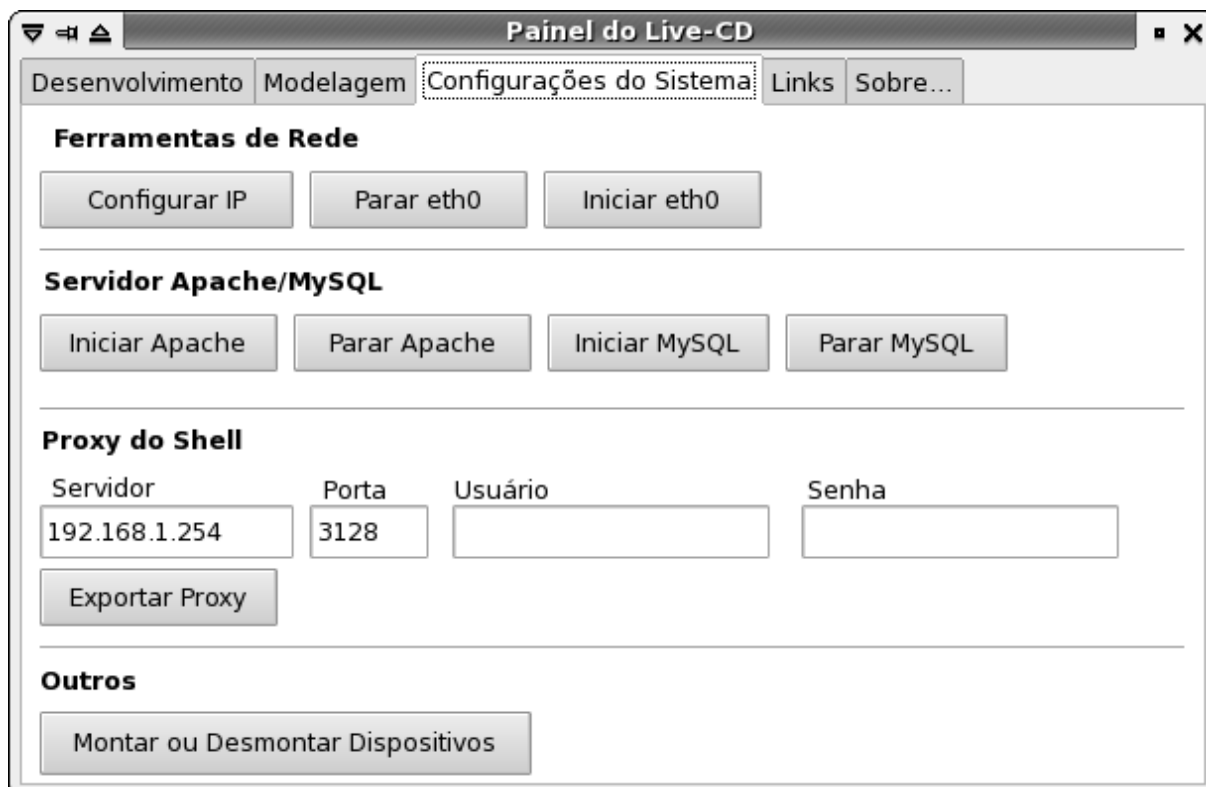 Painel do Live-CD
Desenvolvimento Modelagem Configurações do Sistema Links Sobre...
Ferramentas de Rede
Configurar IP Parar eth0 Iniciar eth0
Servidor Apache/MySQL
Iniciar Apache Parar Apache Iniciar MySQL Parar MySQL
Proxy do Shell
Servidor Porta Usuário Senha
192.168.1.254 3128
Exportar Proxy
Outros
Montar ou Desmontar Dispositivos